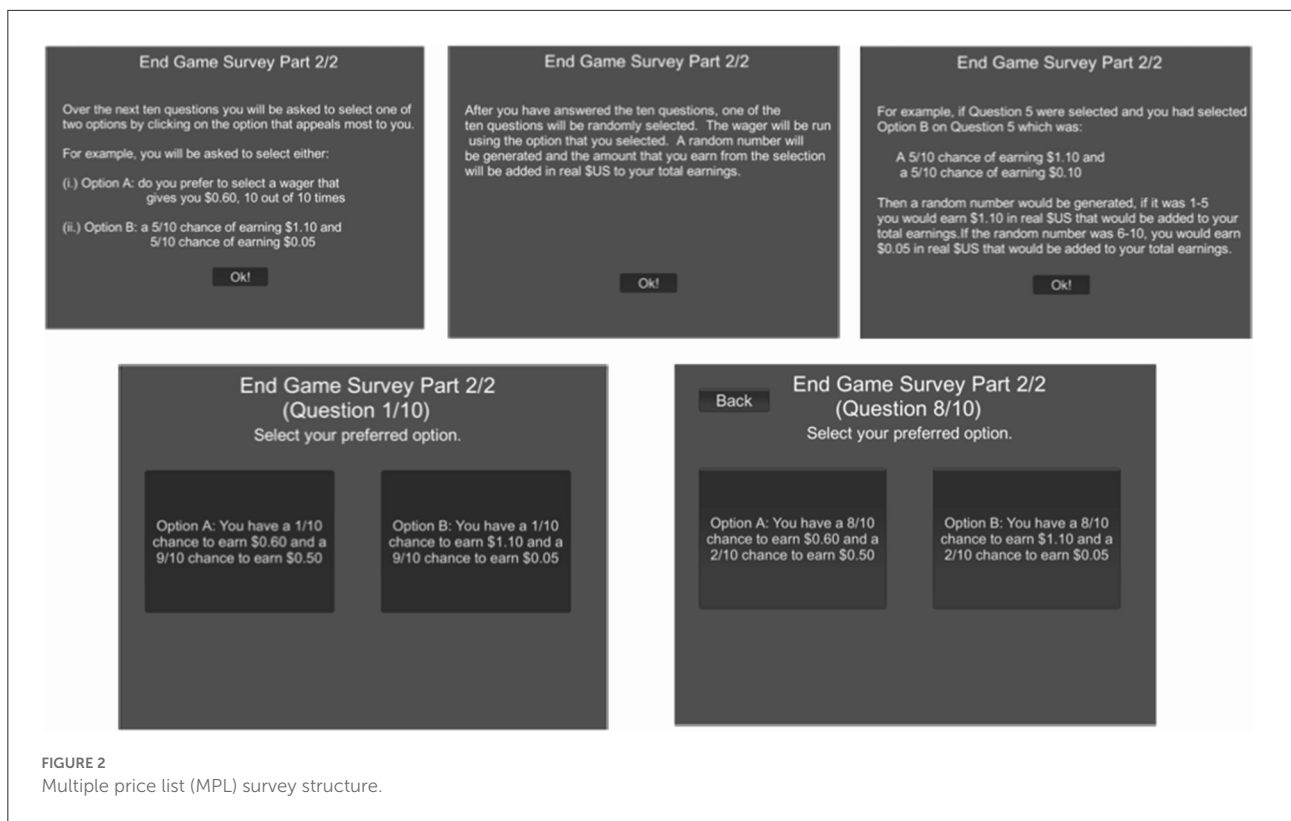 End Game Survey Part 2/2
Over the next ten questions you will be asked to select one of
two options by clicking on the option that appeals most to you.
For example, you will be asked to select either:
(i.) Option A: do you prefer to select a wager that
gives you $0.60, 10 out of 10 times
(ii.) Option B: a 5/10 chance of earning $1.10 and
5/10 chance of earning $0.05
Ok!
End Game Survey Part 2/2
After you have answered the ten questions, one of the
ten questions will be randomly selected. The wager will be run
using the option that you selected. A random number will
be generated and the amount that you earn from the selection
will be added in real $US to your total earnings.
Ok!
End Game Survey Part 2/2
For example, if Question 5 were selected and you had selected
Option B on Question 5 which was:
A 5/10 chance of earning $1.10 and
a 5/10 chance of earning $0.10
Then a random number would be generated, if it was 1-5
you would earn $1.10 in real $US that would be added to your
total earnings.If the random number was 6-10, you would earn
$0.05 in real $US that would be added to your total earnings.
Ok!
End Game Survey Part 2/2
(Question 1/10)
Select your preferred option.
Option A: You have a 1/10
chance to earn $0.60 and a
9/10 chance to earn $0.50
Option B: You have a 1/10
chance to earn $1.10 and a
9/10 chance to earn $0.05
Back
End Game Survey Part 2/2
(Question 8/10)
Select your preferred option.
Option A: You have a 8/10
chance to earn $0.60 and a
2/10 chance to earn $0.50
Option B: You have a 8/10
chance to earn $1.10 and a
2/10 chance to earn $0.05
FIGURE 2
Multiple price list (MPL) survey structure.